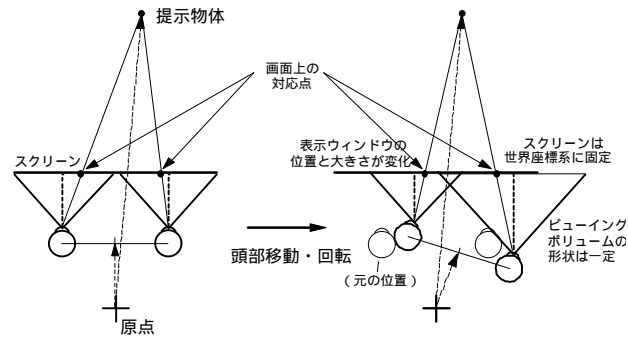 提示物体
画面上の
対応点
スクリーン
原点
頭部移動・回転
表示ウィンドウの
位置と大きさが変化
スクリーンは
世界座標系に固定
ビューイング
ボリュームの
形状は一定
(元の位置)